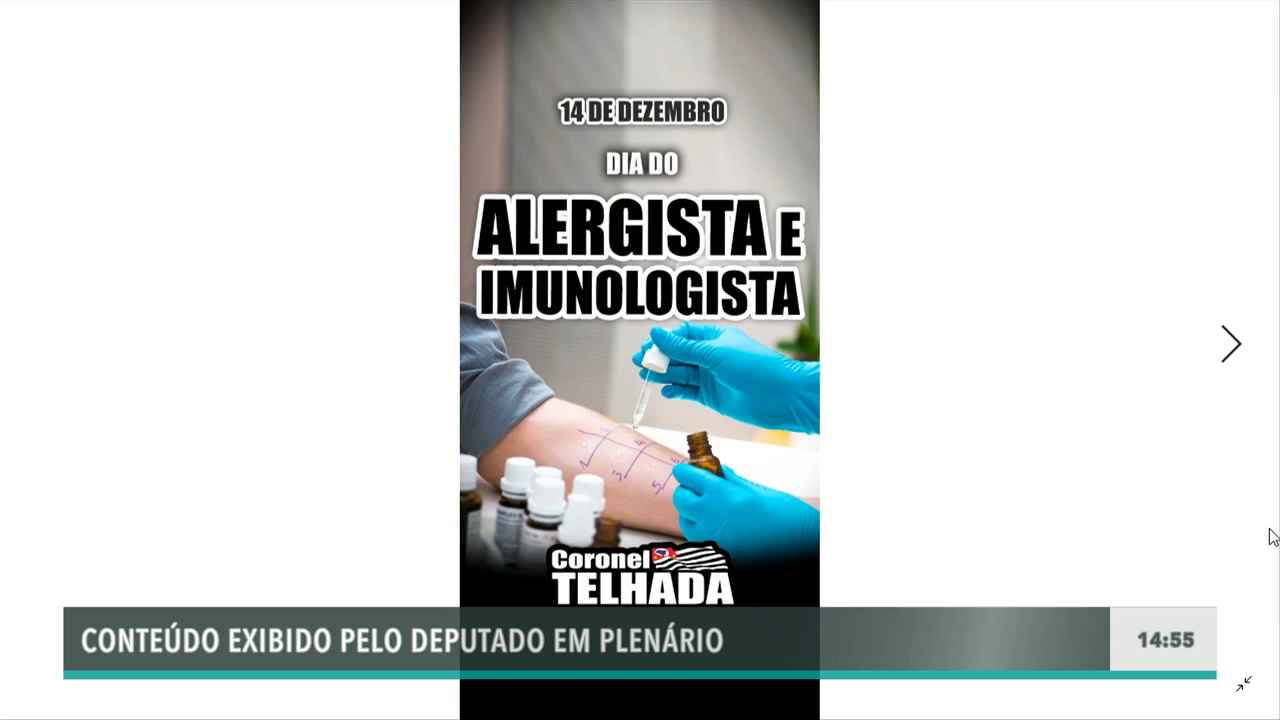 14 DE DEZEMBRO
DIA DO
ALERGISTA E
IMUNOLOGISTA
Coronel
TELHADA
CONTEÚDO EXIBIDO PELO DEPUTADO EM PLENÁRIO
14:55